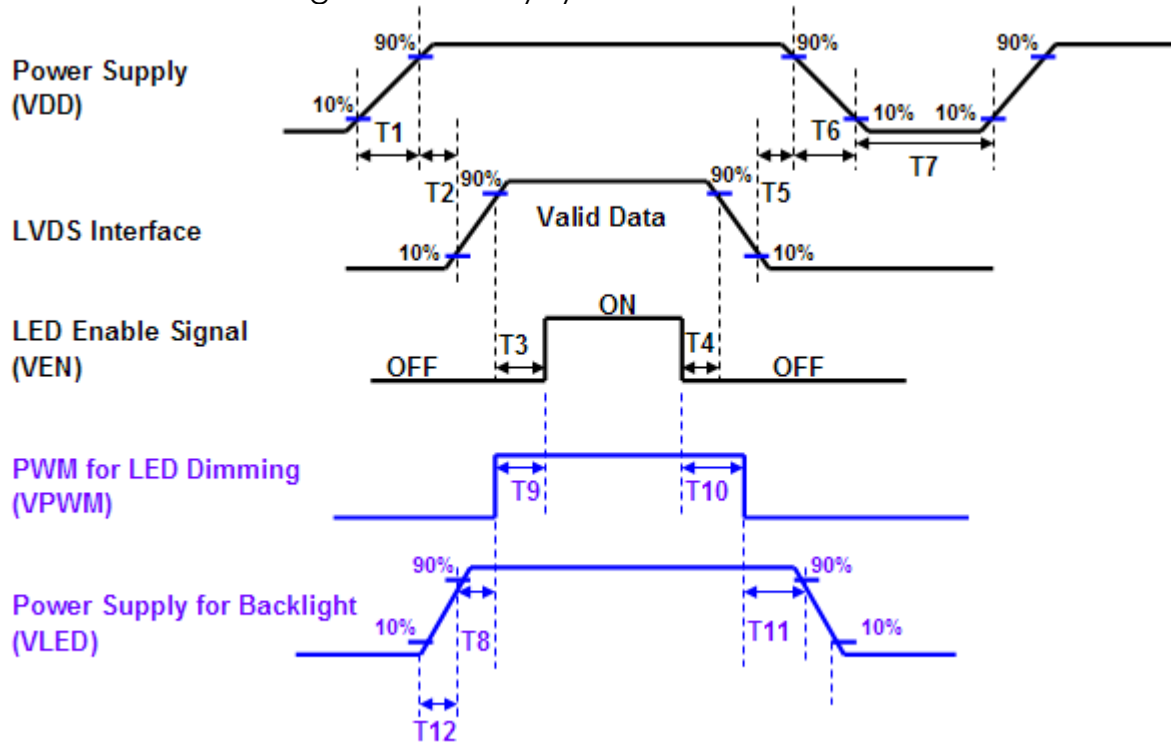 90% 90% 90%
Power Supply
(VDD)
10% 10% 10%
T1 T6
T7
T2 T5
90% 90%
Valid Data
LVDS Interface
10% 10%
ON
LED Enable Signal
(VEN)
T3 T4
OFF OFF
PWM for LED Dimming
(VPWM)
T9 T10
90% 90%
Power Supply for Backlight
(VLED)
10% 10%
T8 T11
T12